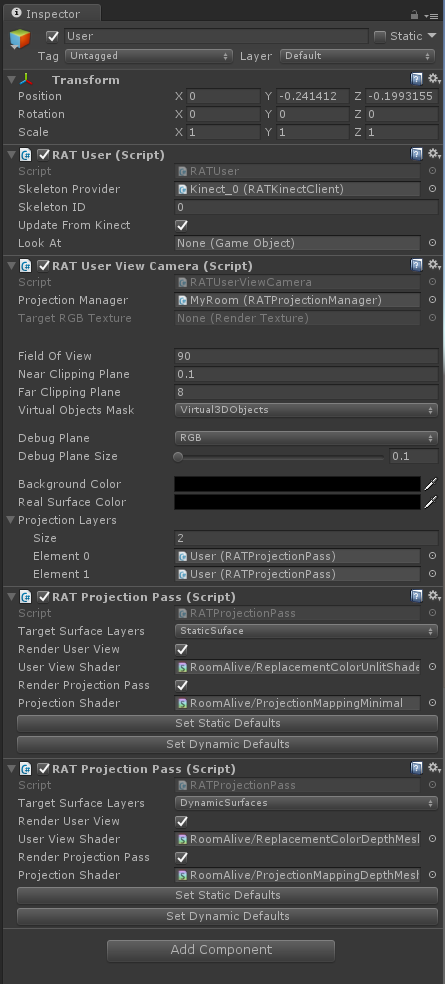 Inspector
User Static
Tag Untagged Layer Default
Transform
Position X 0 Y -0.241412 Z -0.1993155
Rotation X 0 Y 0 Z 0
Scale X 1 Y 1 Z 1
RAT User (Script)
Script RATUser
Skeleton Provider Kinect_0 (RATKinectClient)
Skeleton ID 0
Update From Kinect
Look At None (Game Object)
RAT User View Camera (Script)
Script RATUserViewCamera
Projection Manager MyRoom (RATProjectionManager)
Target RGB Texture None (Render Texture)
Field Of View 90
Near Clipping Plane 0.1
Far Clipping Plane 8
Virtual Objects Mask Virtual3DObjects
Debug Plane RGB
Debug Plane Size 0.1
Background Color
Real Surface Color
Projection Layers
Size 2
Element 0 User (RATProjectionPass)
Element 1 User (RATProjectionPass)
RAT Projection Pass (Script)
Script RATProjectionPass
Target Surface Layers StaticSuface
Render User View
User View Shader RoomAlive/ReplacementColorUnlitShade
Render Projection Pass
Projection Shader RoomAlive/ProjectionMappingMinimal
Set Static Defaults
Set Dynamic Defaults
RAT Projection Pass (Script)
Script RATProjectionPass
Target Surface Layers DynamicSurfaces
Render User View
User View Shader RoomAlive/ReplacementColorDepthMesl
Render Projection Pass
Projection Shader RoomAlive/ProjectionMappingDepthMesl
Set Static Defaults
Set Dynamic Defaults
Add Component